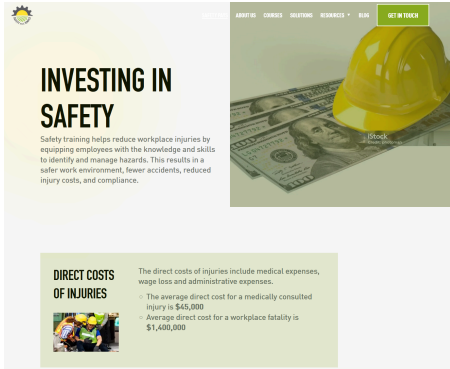 ABOUT US COURSES SOLUTIONS RESOURCES BLOG GET IN TOUCH
INVESTING IN
SAFETY
iStock
Safety training helps reduce workplace injuries by
equipping employees with the knowledge and skills
to identify and manage hazards. This results in a
safer work environment, fewer accidents, reduced
injury costs, and compliance.
DIRECT COSTS
OF INJURIES
The direct costs of injuries include medical expenses,
wage loss and administrative expenses.
The average direct cost for a medically consulted
injury is $45,000
Average direct cost for a workplace fatality is
$1,400,000